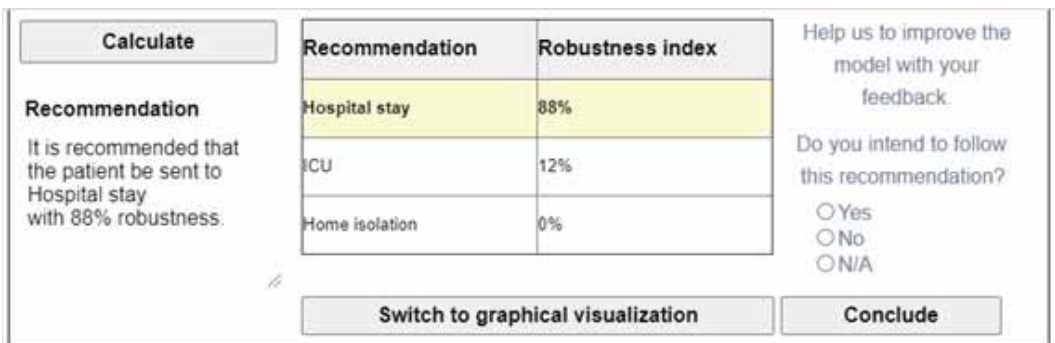 Calculate
Recommendation
It is recommended that
the patient be sent to
Hospital stay
with 88% robustness.
Recommendation Robustness index
Hospital stay 88%
ICU 12%
Home isolation 0%
Switch to graphical visualization
Help us to improve the
model with your
feedback.
Do you intend to follow
this recommendation?
Yes
No
N/A
Conclude